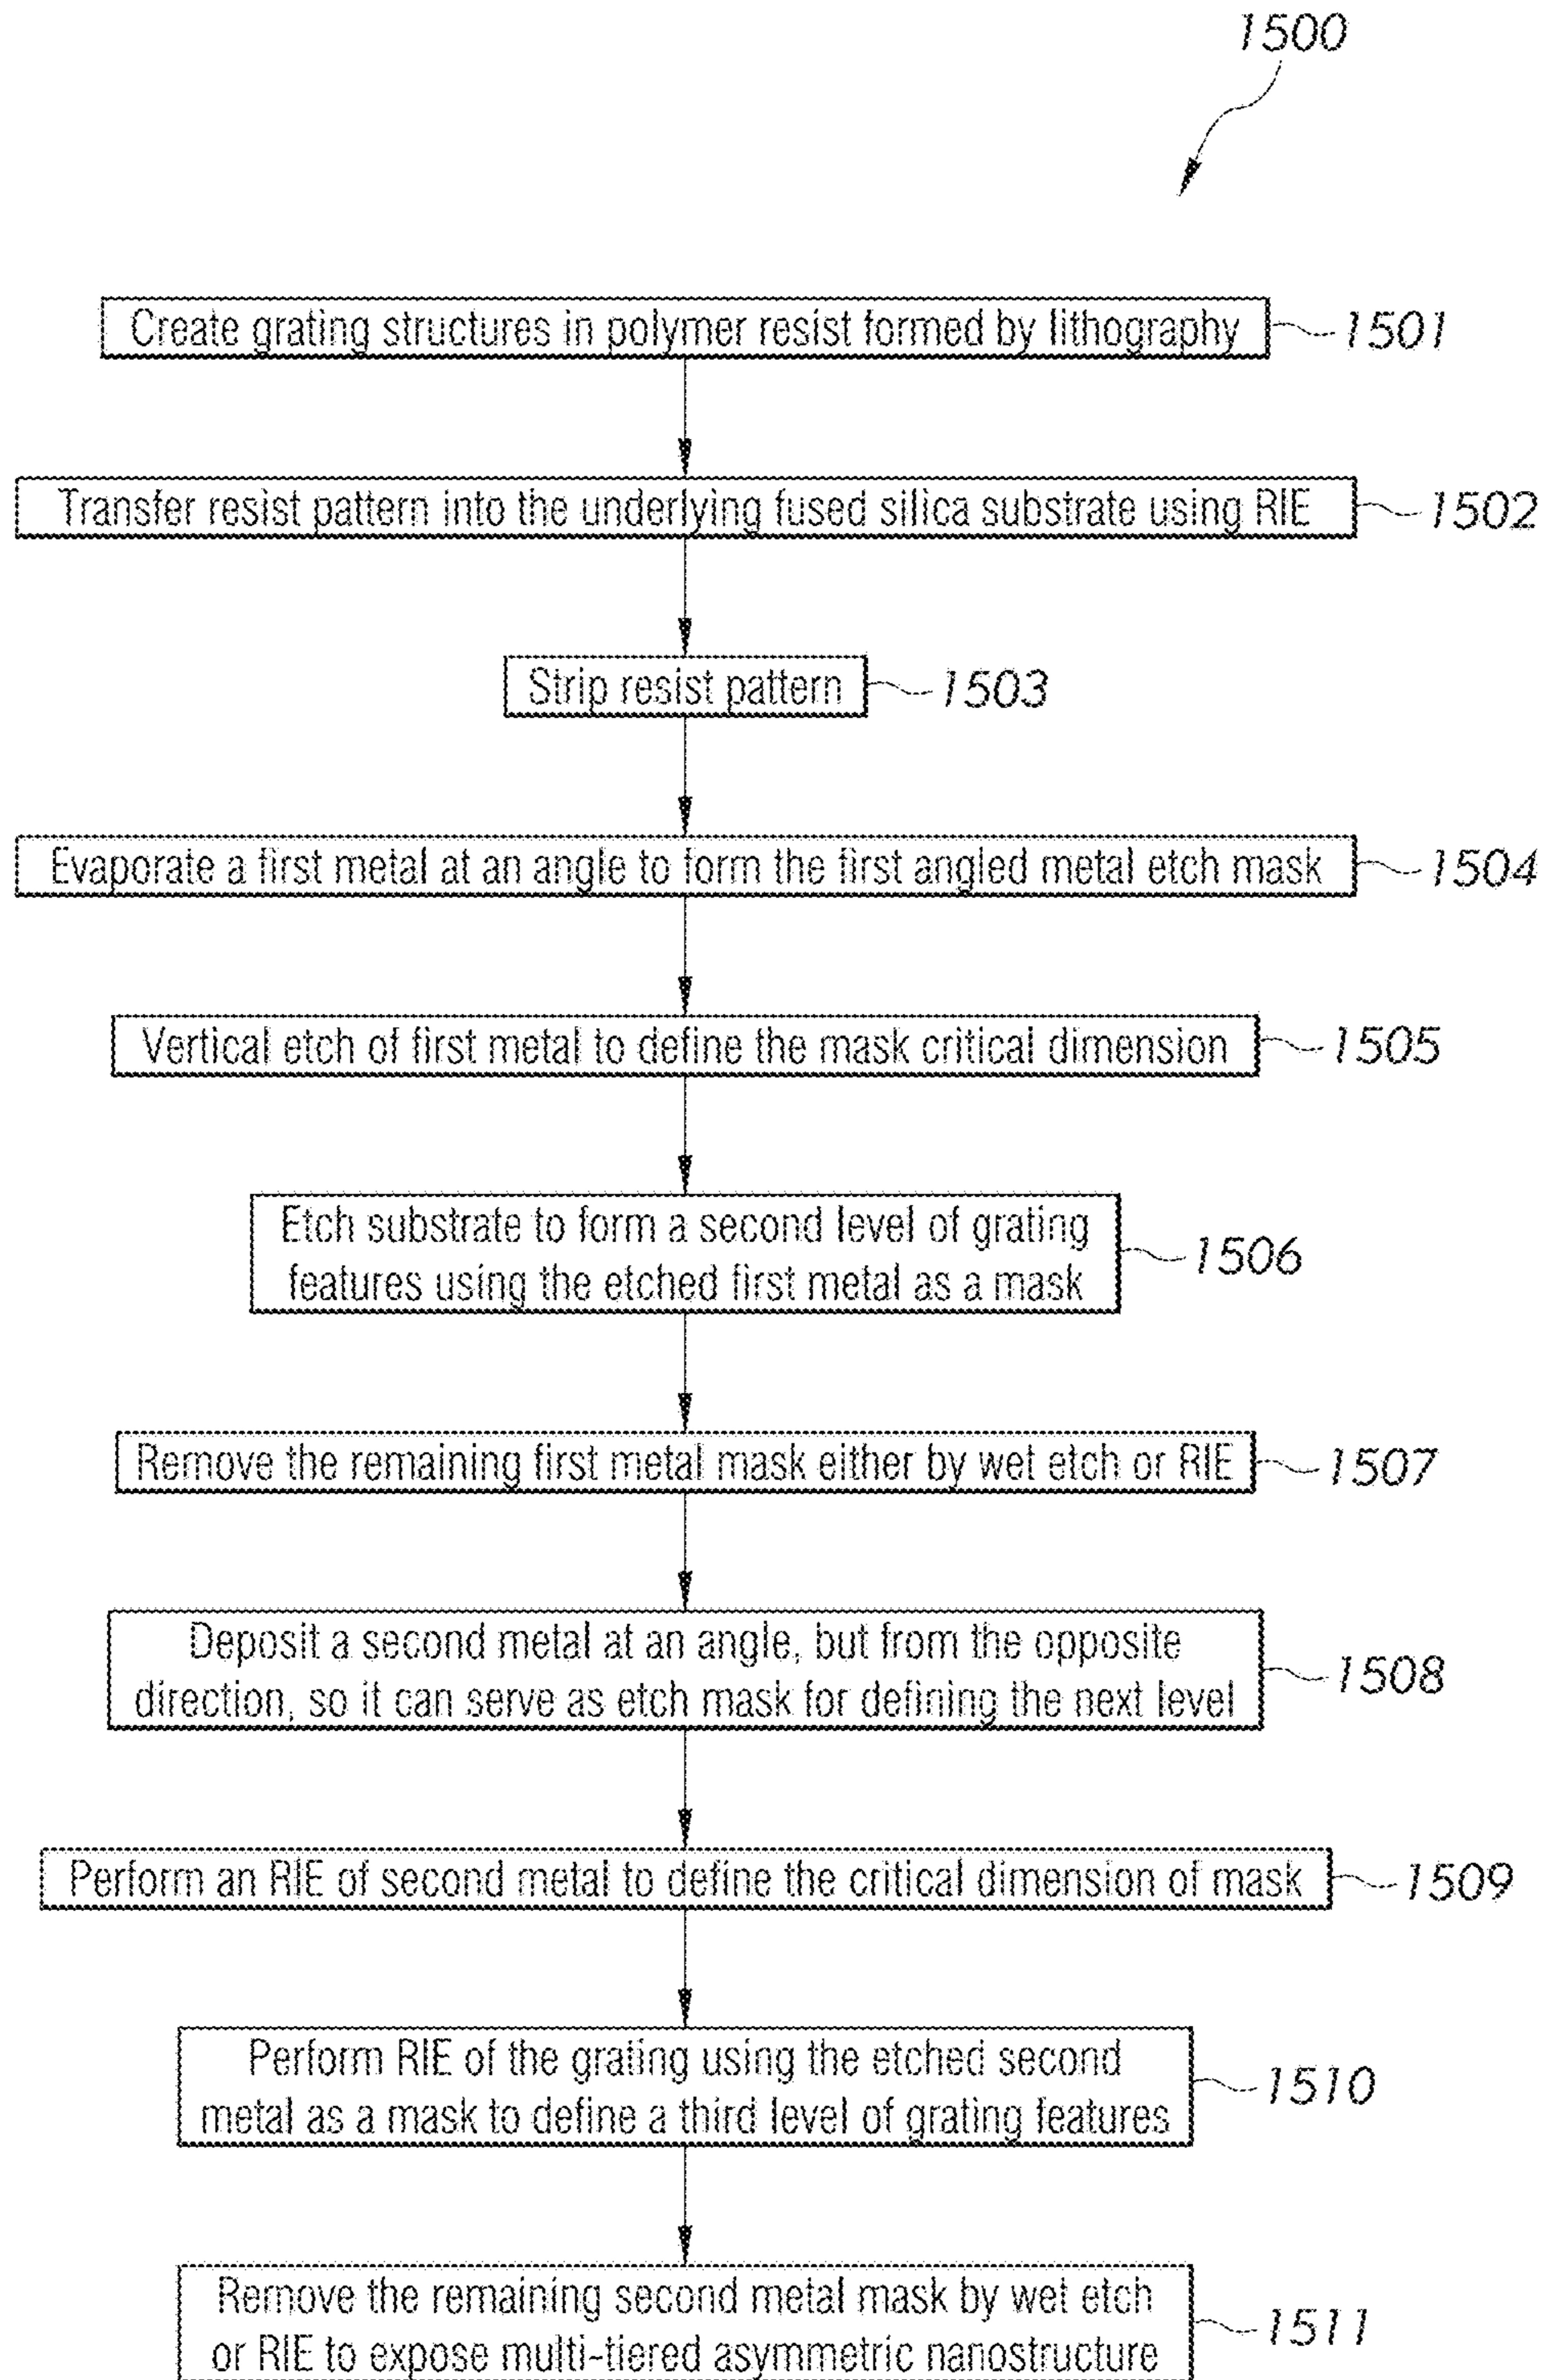 1500
Create grating structures in polymer resist formed by lithography
1501
Transfer resist pattern into the underlying fused silica substrate using RIE
1502
Strip resist pattern
1503
Evaporate a first metal at an angle to form the first angled metal etch mask
1504
Vertical etch of first metal to define the mask critical dimension
1505
Etch substrate to form a second level of grating
features using the etched first metal as a mask
1506
Remove the remaining first metal mask either by wet etch or RIE
1507
Deposit a second metal at an angle, but from the opposite
direction, so it can serve as etch mask for defining the next level
1508
Perform an RIE of second metal to define the critical dimension of mask
1509
Perform RIE of the grating using the etched second
metal as a mask to define a third level of grating features
1510
Remove the remaining second metal mask by wet etch
or RIE to expose multi-tiered asymmetric nanostructure
1511